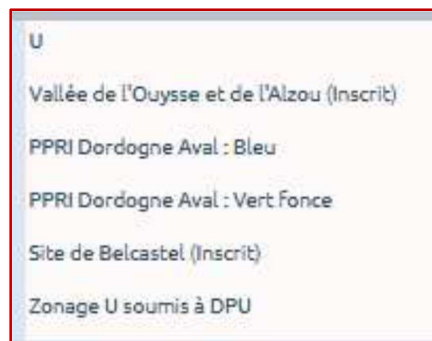 U
Vallée de l'Ouysse et de l'Alzou (Inscrit)
PPRI Dordogne Aval : Bleu
PPRI Dordogne Aval : Vert fonce
Site de Belcastel (Inscrit)
Zonage U soumis à DPU